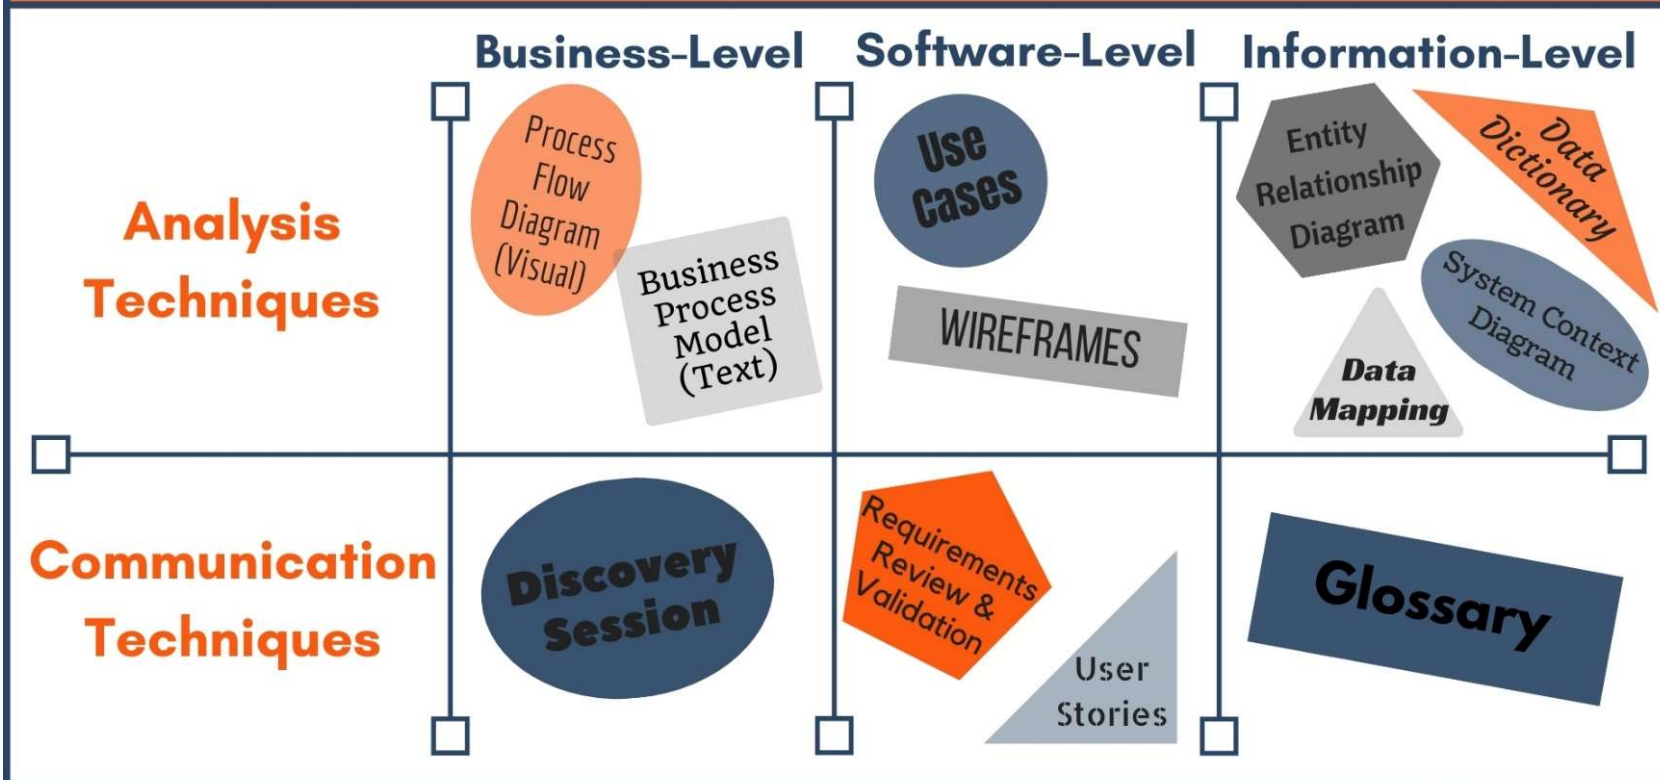 Business-Level
Software-Level
Information-Level
Analysis
Techniques
Process
Flow
Diagram
(Visual)
Business
Process
Model
(Text)
Use
Cases
WIREFRAMES
Entity
Relationship
Diagram
Data
Dictionary
System Context
Diagram
Data
Mapping
Communication
Techniques
Discovery
Session
Requirements
Review &
Validation
User
Stories
Glossary